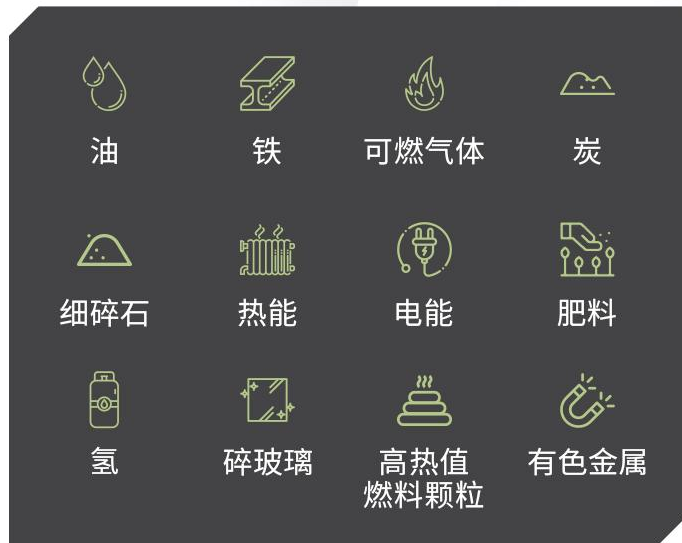 油
铁
可燃气体
炭
细碎石
热能
电能
肥料
氢
碎玻璃
高热值
燃料颗粒
有色金属